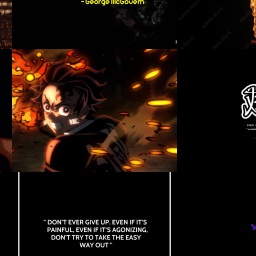 - George McGovern
" DON'T EVER GIVE UP. EVEN IF IT'S
PAINFUL, EVEN IF IT'S AGONIZING,
DON'T TRY TO TAKE THE EASY
WAY OUT "